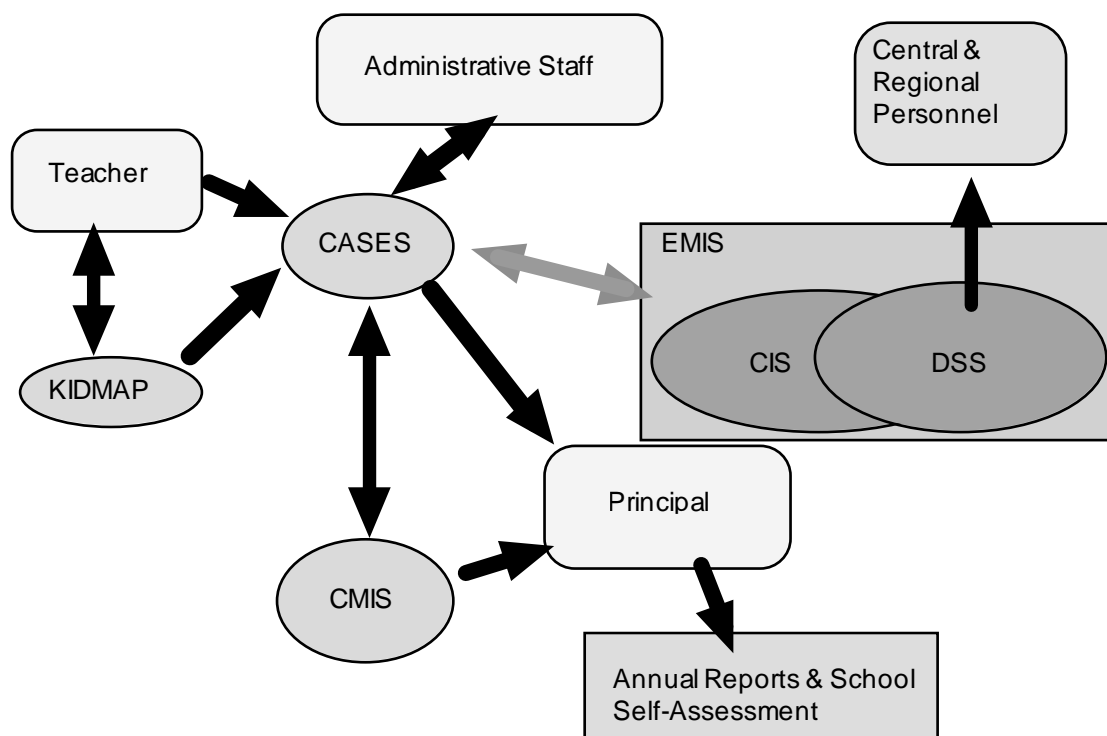 Administrative Staff
Central &
Regional
Personnel
Teacher
CASES
EMIS
KIDMAP
CIS
DSS
Principal
CMIS
Annual Reports & School
Self-Assessment